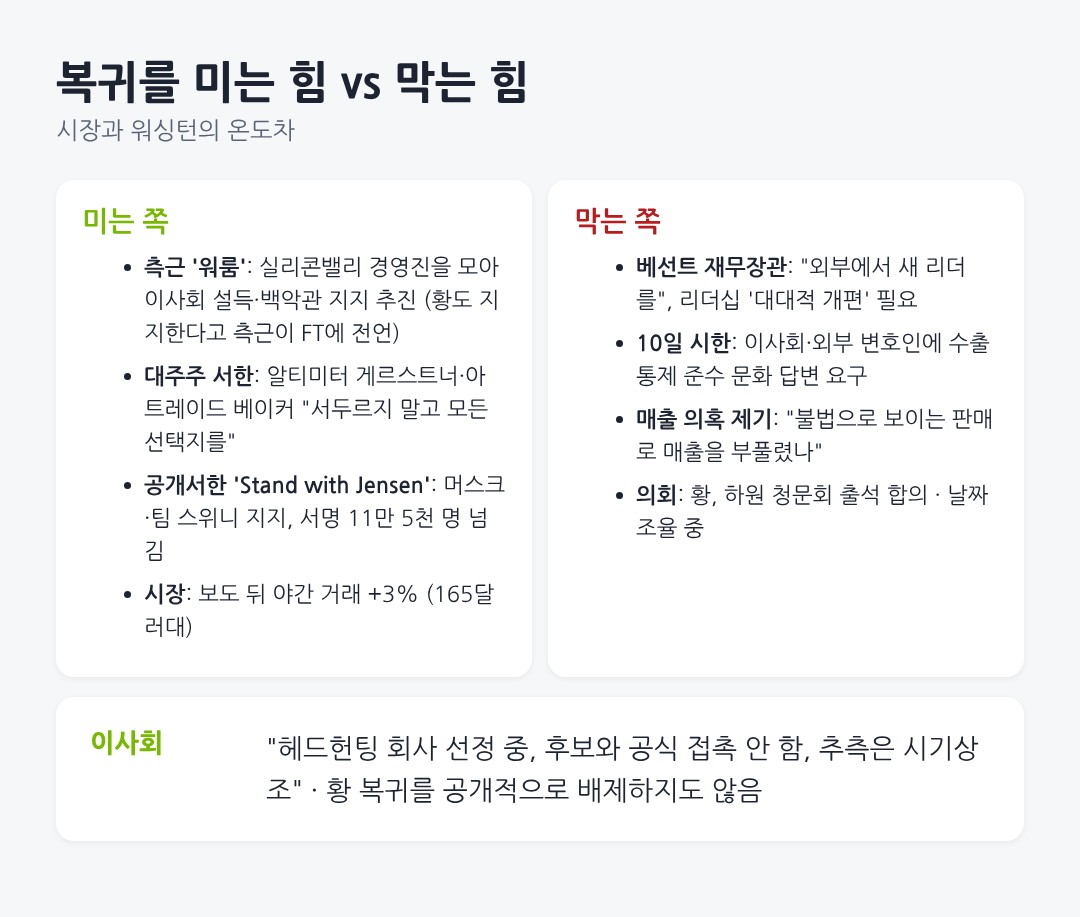 복귀를 미는 힘 vs 막는 힘
시장과 워싱턴의 온도차
미는 쪽
• 측근 '워룸': 실리콘밸리 경영진을 모아
이사회 설득·백악관 지지 추진 (황도 지
지한다고 측근이 FT에 전언)
• 대주주 서한: 알티미터 게르스트너·아
트레이드 베이커 "서두르지 말고 모든
선택지를"
• 공개서한 'Stand with Jensen': 머스크
·팀 스위니 지지, 서명 11만 5천 명 넘
김
• 시장: 보도 뒤 야간 거래 +3% (165달
러대)
막는 쪽
• 베선트 재무장관: "외부에서 새 리더
를", 리더십 '대대적 개편' 필요
• 10일 시한: 이사회·외부 변호인에 수출
통제 준수 문화 답변 요구
• 매출 의혹 제기: "불법으로 보이는 판매
로 매출을 부풀렸나"
• 의회: 황, 하원 청문회 출석 합의 · 날짜
조율 중
이사회
"헤드헌팅 회사 선정 중, 후보와 공식 접촉 안 함, 추측은 시기상
조" · 황 복귀를 공개적으로 배제하지도 않음